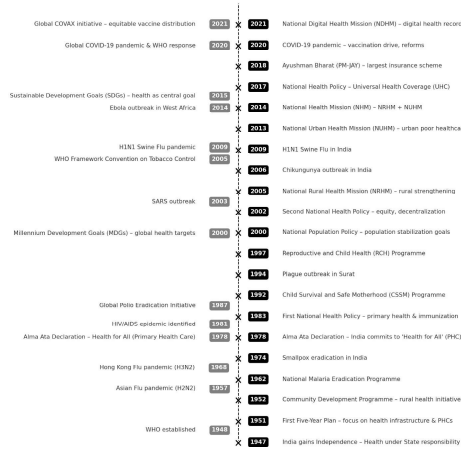 Global COVAX initiative – equitable vaccine distribution 2021
2021 National Digital Health Mission (NDHM) – digital health record
Global COVID-19 pandemic & WHO response 2020
2020 COVID-19 pandemic – vaccination drive, reforms
2018 Ayushman Bharat (PM-JAY) – largest insurance scheme
2017 National Health Policy – Universal Health Coverage (UHC)
Sustainable Development Goals (SDGs) – health as central goal 2015
Ebola outbreak in West Africa 2014
2014 National Health Mission (NHM) – NRHM + NUHM
2013 National Urban Health Mission (NUHM) – urban poor healthca
H1N1 Swine Flu pandemic 2009
2009 H1N1 Swine Flu in India
WHO Framework Convention on Tobacco Control 2005
2006 Chikungunya outbreak in India
2005 National Rural Health Mission (NRHM) – rural strengthening
SARS outbreak 2003
2002 Second National Health Policy – equity, decentralization
Millennium Development Goals (MDGs) – global health targets 2000
2000 National Population Policy – population stabilization goals
1997 Reproductive and Child Health (RCH) Programme
1994 Plague outbreak in Surat
1992 Child Survival and Safe Motherhood (CSSM) Programme
Global Polio Eradication Initiative 1987
1983 First National Health Policy – primary health & immunization
HIV/AIDS epidemic identified 1981
Alma Ata Declaration – Health for All (Primary Health Care) 1978
1978 Alma Ata Declaration – India commits to 'Health for All' (PHC)
1974 Smallpox eradication in India
Hong Kong Flu pandemic (H3N2) 1968
1962 National Malaria Eradication Programme
Asian Flu pandemic (H2N2) 1957
1952 Community Development Programme – rural health initiative
1951 First Five-Year Plan – focus on health infrastructure & PHCs
WHO established 1948
1947 India gains Independence – Health under State responsibility